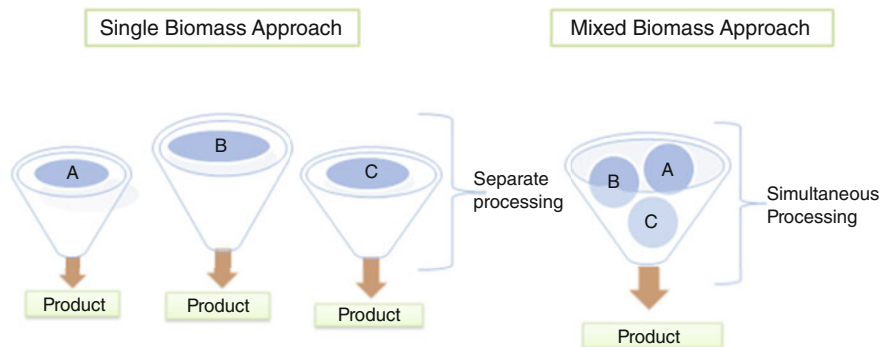 Single Biomass Approach
Mixed Biomass Approach
A
B
C
Separate
processing
Product
Product
Product
B
A
C
Simultaneous
Processing
Product